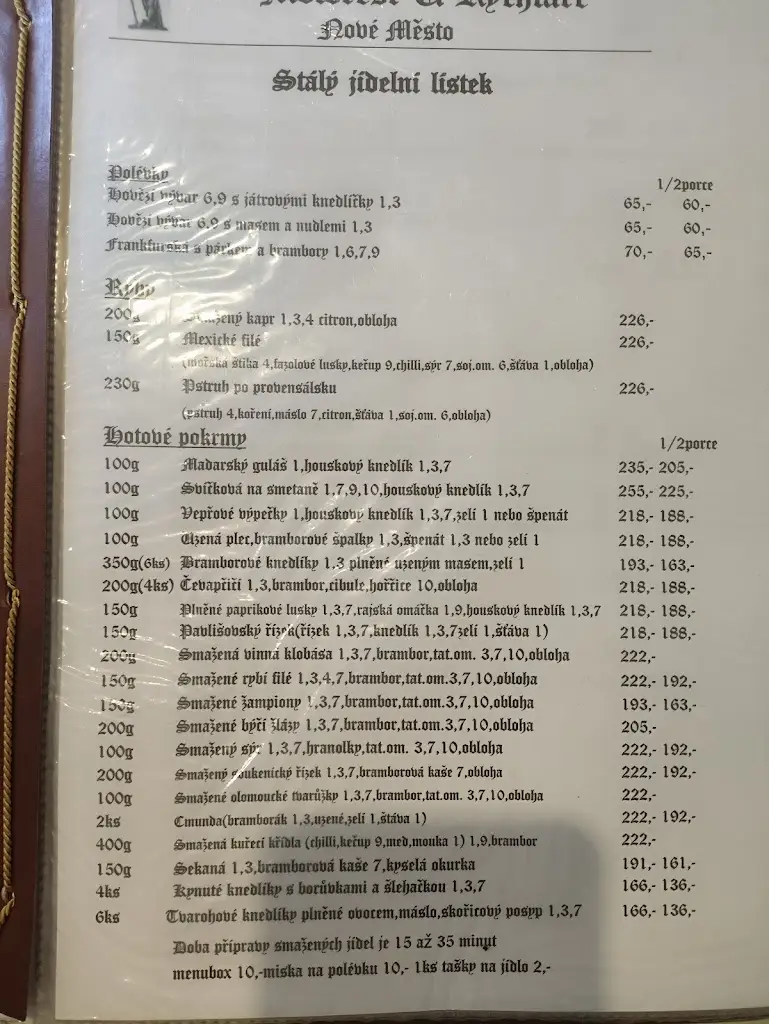 Nové Město
Stálý jídelní lístek
Polévky 1/2porce
Hovězí vývar 6,9 s játrovými knedlíčky 1,3 65,- 60,-
Hovězí vývar 6,9 s masem a nudlemi 1,3 65,- 60,-
Frankfurská s párkem a brambory 1,6,7,9 70,- 65,-
Ryby
200g Smažený kapr 1,3,4 citron,obloha 226,-
150g Mexické filé 226,-
(mořská štika 4,fazolové lusky,kečup 9,chilli,sýr 7,soj.om. 6,šťáva 1,obloha)
230g Pstruh po provensálsku 226,-
(pstruh 4,koření,máslo 7,citron,šťáva 1,soj.om. 6,obloha)
Hotové pokrmy 1/2porce
100g Maďarský guláš 1,houskový knedlík 1,3,7 235,- 205,-
100g Svíčková na smetaně 1,7,9,10,houskový knedlík 1,3,7 255,- 225,-
100g Vepřové výpečky 1,houskový knedlík 1,3,7,zelí 1 nebo špenát 218,- 188,-
100g Uzená plec,bramborové špalky 1,3,špenát 1,3 nebo zelí 1 218,- 188,-
350g(6ks) Bramborové knedlíky 1,3 plněné uzeným masem,zelí 1 193,- 163,-
200g(4ks) Čevapčiči 1,3,brambor,cibule,hořčice 10,obloha 218,- 188,-
150g Plněné paprikové lusky 1,3,7,rajská omáčka 1,9,houskový knedlík 1,3,7 218,- 188,-
150g Pavlišovský řízek(řízek 1,3,7,knedlík 1,3,7zelí 1,šťáva 1) 218,- 188,-
200g Smažená vinná klobása 1,3,7,brambor,tat.om. 3,7,10,obloha 222,-
150g Smažené rybí filé 1,3,4,7,brambor,tat.om.3,7,10,obloha 222,- 192,-
150g Smažené žampiony 1,3,7,brambor,tat.om.3,7,10,obloha 193,- 163,-
200g Smažené býčí žlázy 1,3,7,brambor,tat.om.3,7,10,obloha 205,-
100g Smažený sýr 1,3,7,hranolky,tat.om. 3,7,10,obloha 222,- 192,-
200g Smažený soukenický řízek 1,3,7,bramborová kaše 7,obloha 222,- 192,-
100g Smažené olomoucké tvarůžky 1,3,7,brambor,tat.om. 3,7,10,obloha 222,-
2ks Cmunda(bramborák 1,3,uzené,zelí 1,šťáva 1) 222,- 192,-
400g Smažená kuřecí křídla (chilli,kečup 9,med,mouka 1) 1,9,brambor 222,-
150g Sekaná 1,3,bramborová kaše 7,kyselá okurka 191,- 161,-
4ks Kynuté knedlíky s borůvkami a šlehačkou 1,3,7 166,- 136,-
6ks Tvarohové knedlíky plněné ovocem,máslo,skořicový posyp 1,3,7 166,- 136,-
Doba přípravy smažených jídel je 15 až 35 minut
menubox 10,-miska na polévku 10,- 1ks tašky na jídlo 2,-